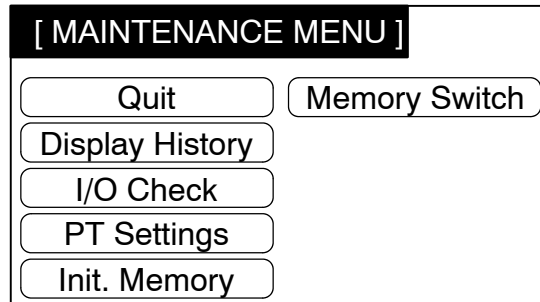 [ MAINTENANCE MENU ]
Quit Memory Switch
Display History
I/O Check
PT Settings
Init. Memory